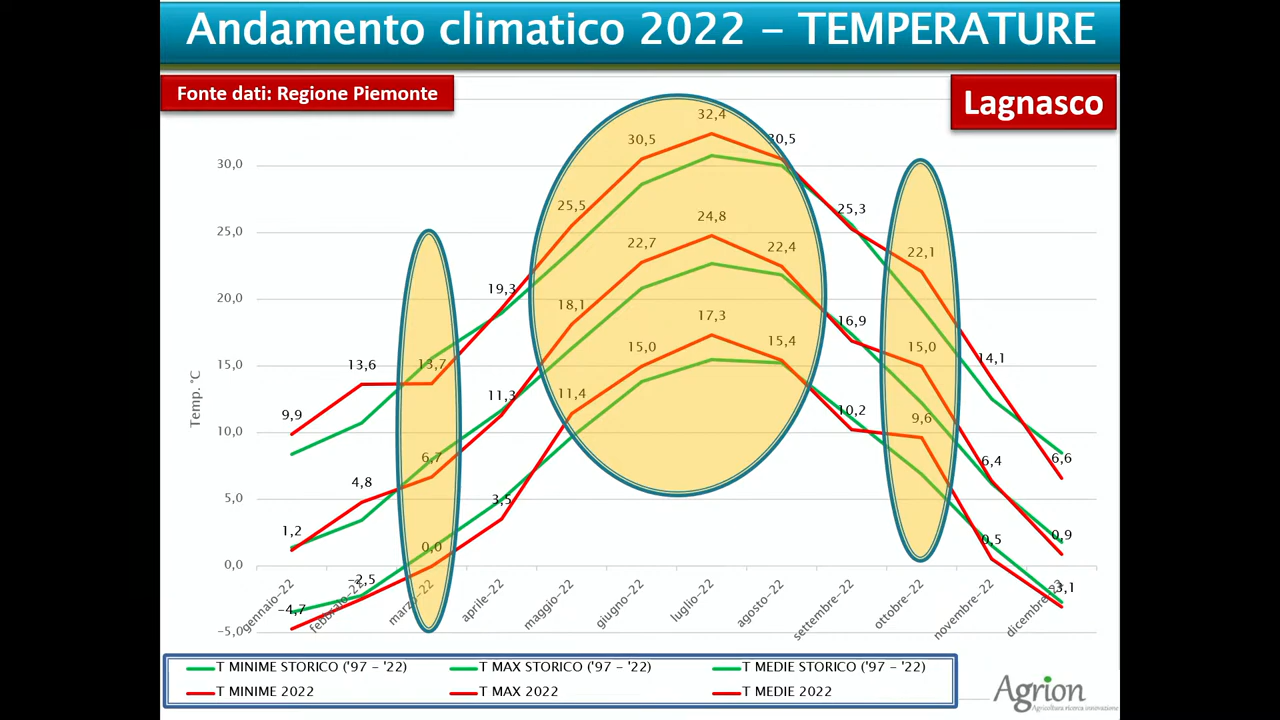 Andamento climatico 2022 – TEMPERATURE
Fonte dati: Regione Piemonte
Lagnasco
Temp. °C
30,0
25,0
20,0
15,0
10,0
5,0
0,0
-5,0
9,9 13,6 13,7 19,3 25,5 30,5 32,4 30,5 25,3 22,1 14,1 6,6
1,2 4,8 6,7 11,3 18,1 22,7 24,8 22,4 16,9 15,0 6,4 0,9
-4,7 -2,5 0,0 3,5 11,4 15,0 17,3 15,4 10,2 9,6 0,5 -3,1
gennaio-22 febbraio-22 marzo-22 aprile-22 maggio-22 giugno-22 luglio-22 agosto-22 settembre-22 ottobre-22 novembre-22 dicembre-22
T MINIME STORICO ('97 - '22) T MAX STORICO ('97 - '22) T MEDIE STORICO ('97 - '22)
T MINIME 2022 T MAX 2022 T MEDIE 2022
Agrion
Agricoltura ricerca innovazione